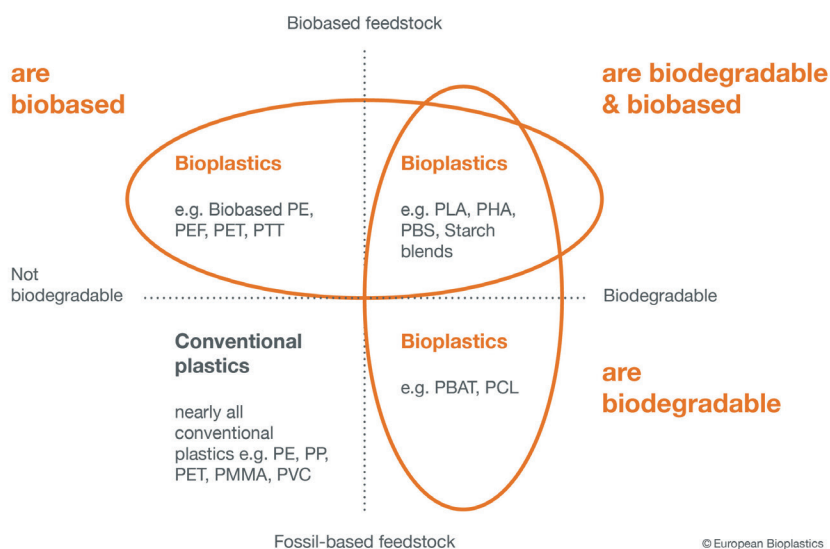 Biobased feedstock
are
biobased
are biodegradable
& biobased
Bioplastics
e.g. Biobased PE,
PEF, PET, PTT
Bioplastics
e.g. PLA, PHA,
PBS, Starch
blends
Not
biodegradable
Biodegradable
Conventional
plastics
nearly all
conventional
plastics e.g. PE, PP,
PET, PMMA, PVC
Bioplastics
e.g. PBAT, PCL
are
biodegradable
Fossil-based feedstock
© European Bioplastics